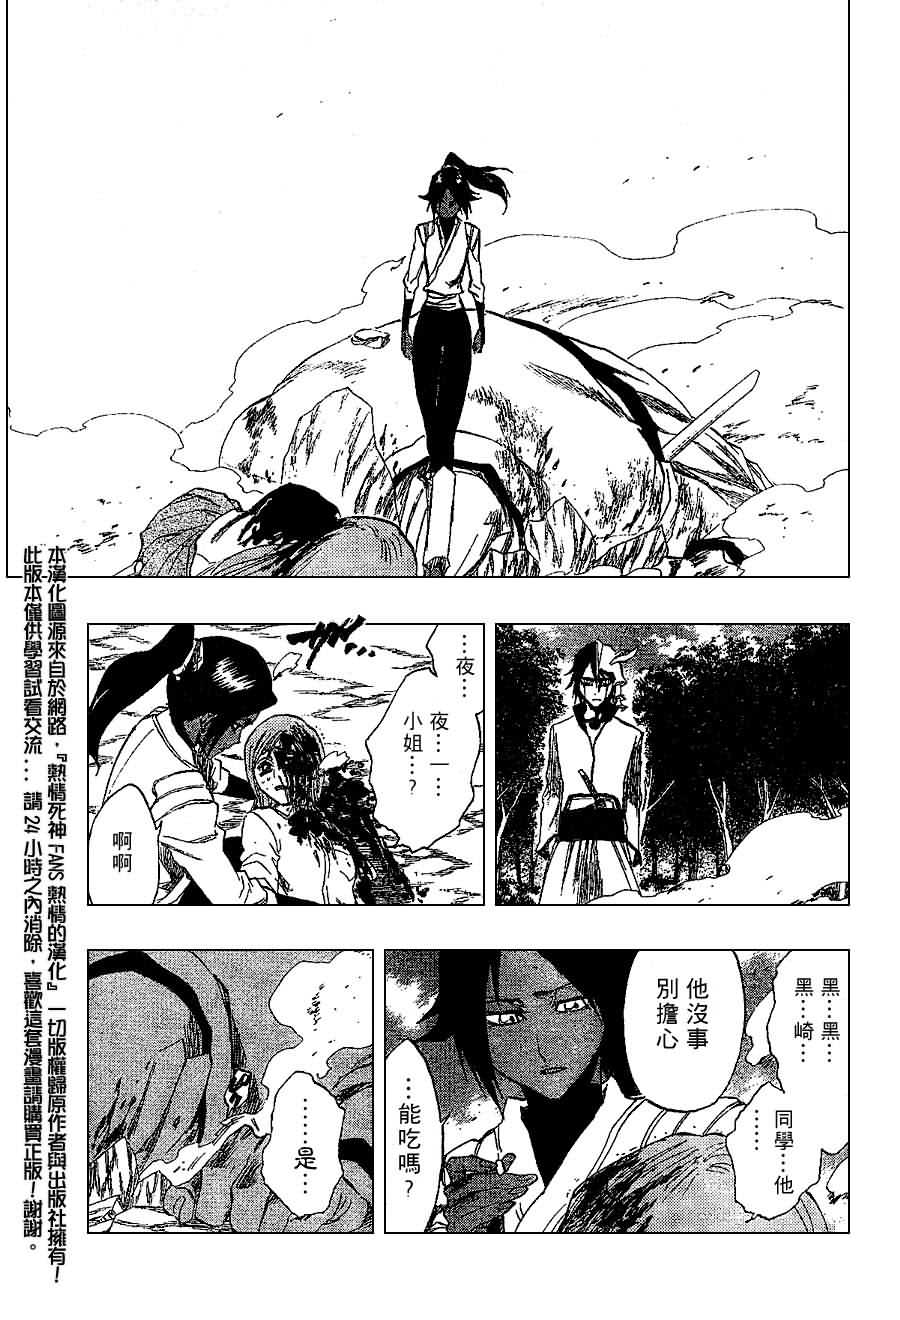 …夜…
夜一
小姐…?
啊啊
黑…黑…
黑…崎…
同學…他
……
他沒事
別擔心
…能吃嗎?
……
是…
本漢化圖源來自於網路,『熱情死神FANS 熱情的漢化』一切版權歸原作者與出版社擁有!
此版本僅供學習試看交流… 請24小時之內消除,喜歡這套漫畫請購買正版!謝謝。